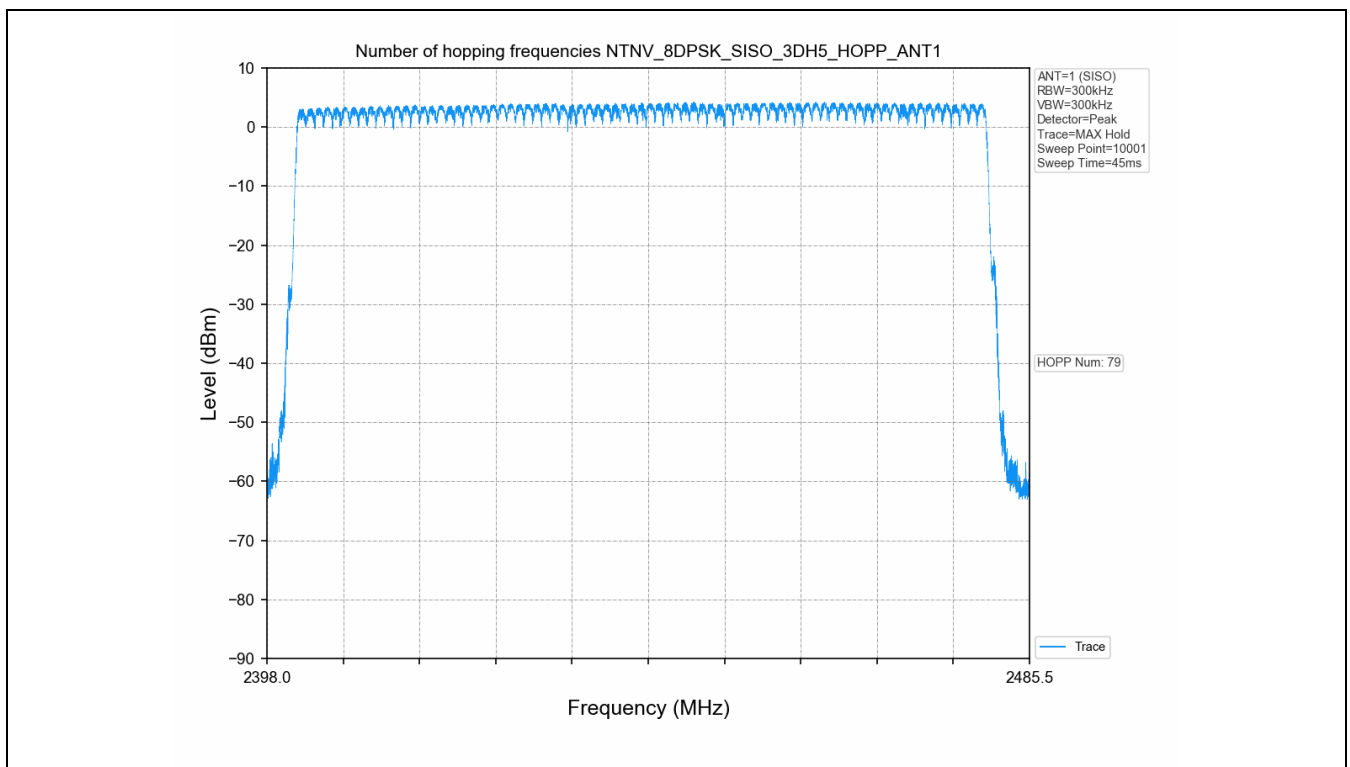 Number of hopping frequencies NTNV_8DPSK_SISO_3DH5_HOPP_ANT1
10
0
−10
−20
−30
−40
−50
−60
−70
−80
−90
Level (dBm)
2398.0
2485.5
Frequency (MHz)
ANT=1 (SISO)
RBW=300kHz
VBW=300kHz
Detector=Peak
Trace=MAX Hold
Sweep Point=10001
Sweep Time=45ms
HOPP Num: 79
Trace